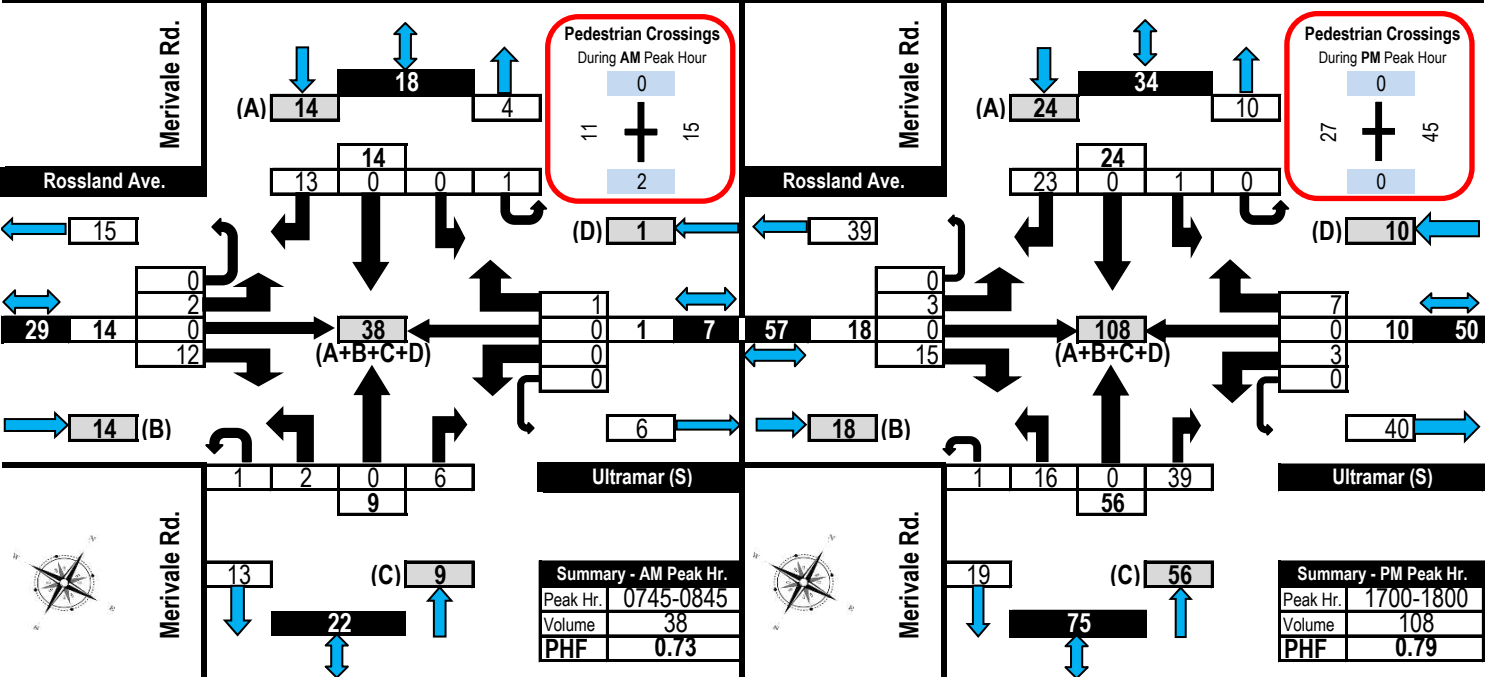 Merivale Rd.
18
(A) 14
4
Pedestrian Crossings
During AM Peak Hour
0
11
15
2
14
13 0 0 1
Rossland Ave.
15
(D) 1
0
2
29 14 0
12
38
(A+B+C+D)
1
0 1 7
0
0
14 (B)
6
1 2 0 6
9
Ultramar (S)
Merivale Rd.
13
(C) 9
22
Summary - AM Peak Hr.
Peak Hr. 0745-0845
Volume 38
PHF 0.73
Merivale Rd.
34
(A) 24
10
Pedestrian Crossings
During PM Peak Hour
0
27
45
0
24
23 0 1 0
Rossland Ave.
39
(D) 10
0
3
57 18 0
15
108
(A+B+C+D)
7
0 10 50
3
0
18 (B)
40
1 16 0 39
56
Ultramar (S)
Merivale Rd.
19
(C) 56
75
Summary - PM Peak Hr.
Peak Hr. 1700-1800
Volume 108
PHF 0.79